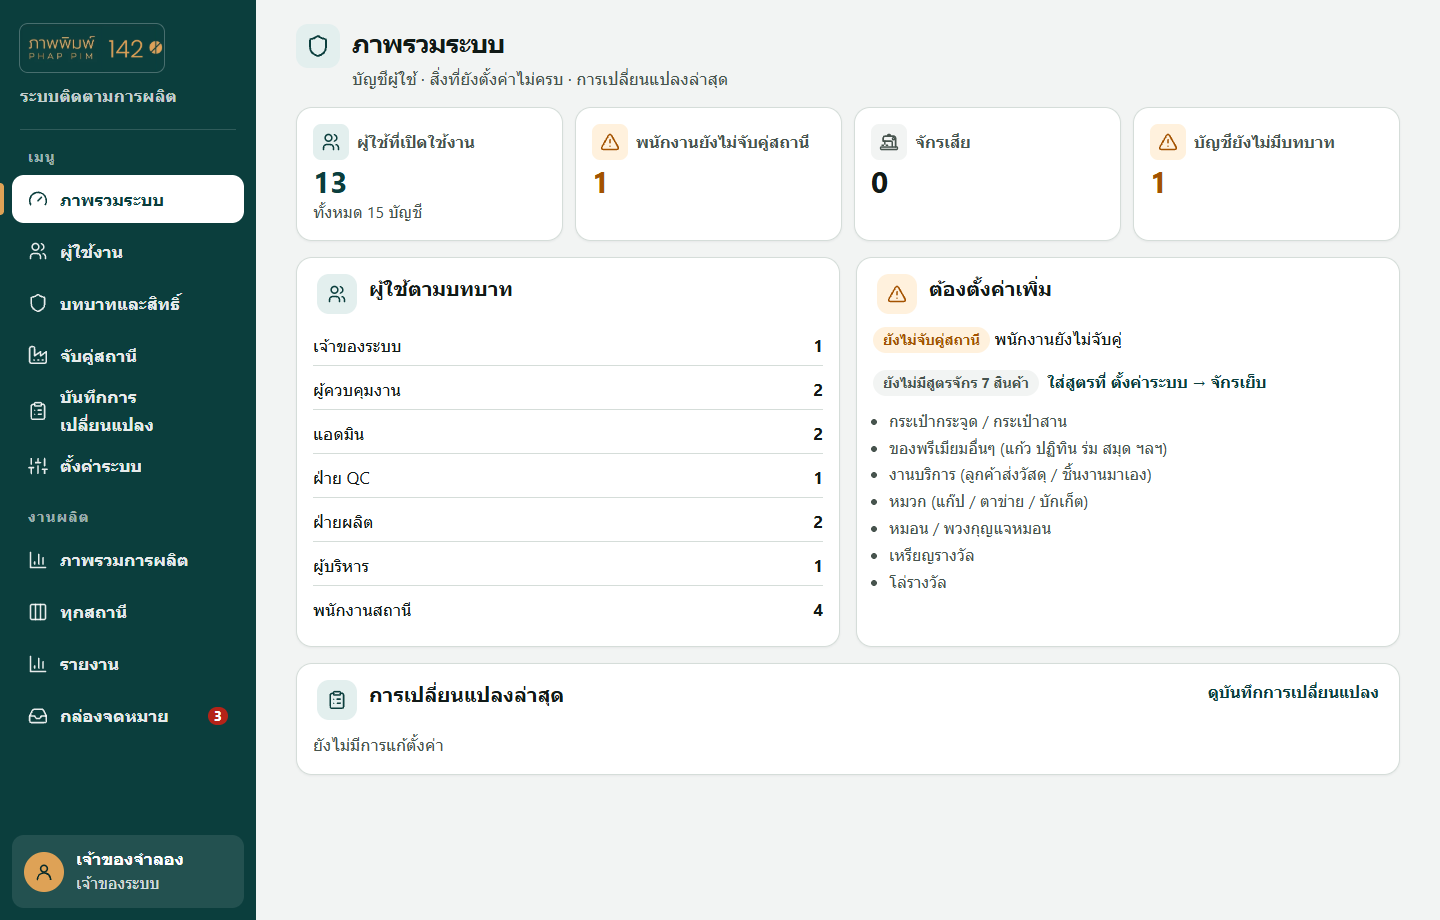 ภาพพิมพ์ 142
PHAP PIM
ระบบติดตามการผลิต
เมนู
ภาพรวมระบบ
ผู้ใช้งาน
บทบาทและสิทธิ์
จับคู่สถานี
บันทึกการ
เปลี่ยนแปลง
ตั้งค่าระบบ
งานผลิต
ภาพรวมการผลิต
ทุกสถานี
รายงาน
กล่องจดหมาย 3
เจ้าของจำลอง
เจ้าของระบบ
ภาพรวมระบบ
บัญชีผู้ใช้ · สิ่งที่ยังตั้งค่าไม่ครบ · การเปลี่ยนแปลงล่าสุด
ผู้ใช้ที่เปิดใช้งาน
13
ทั้งหมด 15 บัญชี
พนักงานยังไม่จับคู่สถานี
1
จักรเสีย
0
บัญชียังไม่มีบทบาท
1
ผู้ใช้ตามบทบาท
เจ้าของระบบ 1
ผู้ควบคุมงาน 2
แอดมิน 2
ฝ่าย QC 1
ฝ่ายผลิต 2
ผู้บริหาร 1
พนักงานสถานี 4
ต้องตั้งค่าเพิ่ม
ยังไม่จับคู่สถานี พนักงานยังไม่จับคู่
ยังไม่มีสูตรจักร 7 สินค้า ใส่สูตรที่ ตั้งค่าระบบ → จักรเย็บ
กระเป๋ากระจูด / กระเป๋าสาน
ของพรีเมียมอื่นๆ (แก้ว ปฏิทิน ร่ม สมุด ฯลฯ)
งานบริการ (ลูกค้าส่งวัสดุ / ชิ้นงานมาเอง)
หมวก (แก๊ป / ตาข่าย / บักเก็ต)
หมอน / พวงกุญแจหมอน
เหรียญรางวัล
โล่รางวัล
การเปลี่ยนแปลงล่าสุด
ดูบันทึกการเปลี่ยนแปลง
ยังไม่มีการแก้ตั้งค่า